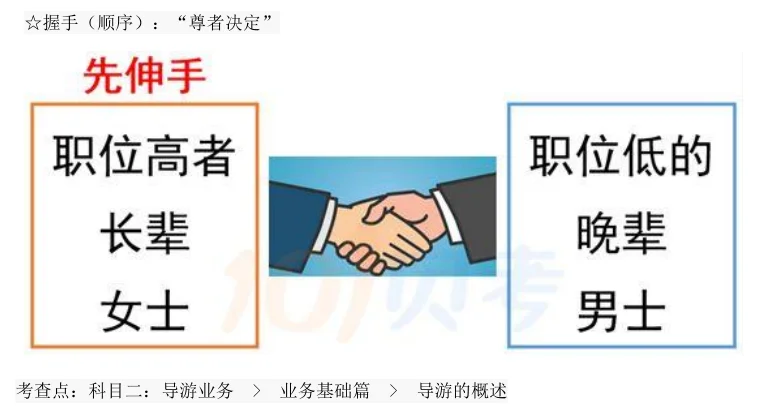 ☆握手（顺序）：“尊者决定”
先伸手
职位高者
长辈
女士
职位低的
晚辈
男士
考查点：科目二：导游业务 > 业务基础篇 > 导游的概述